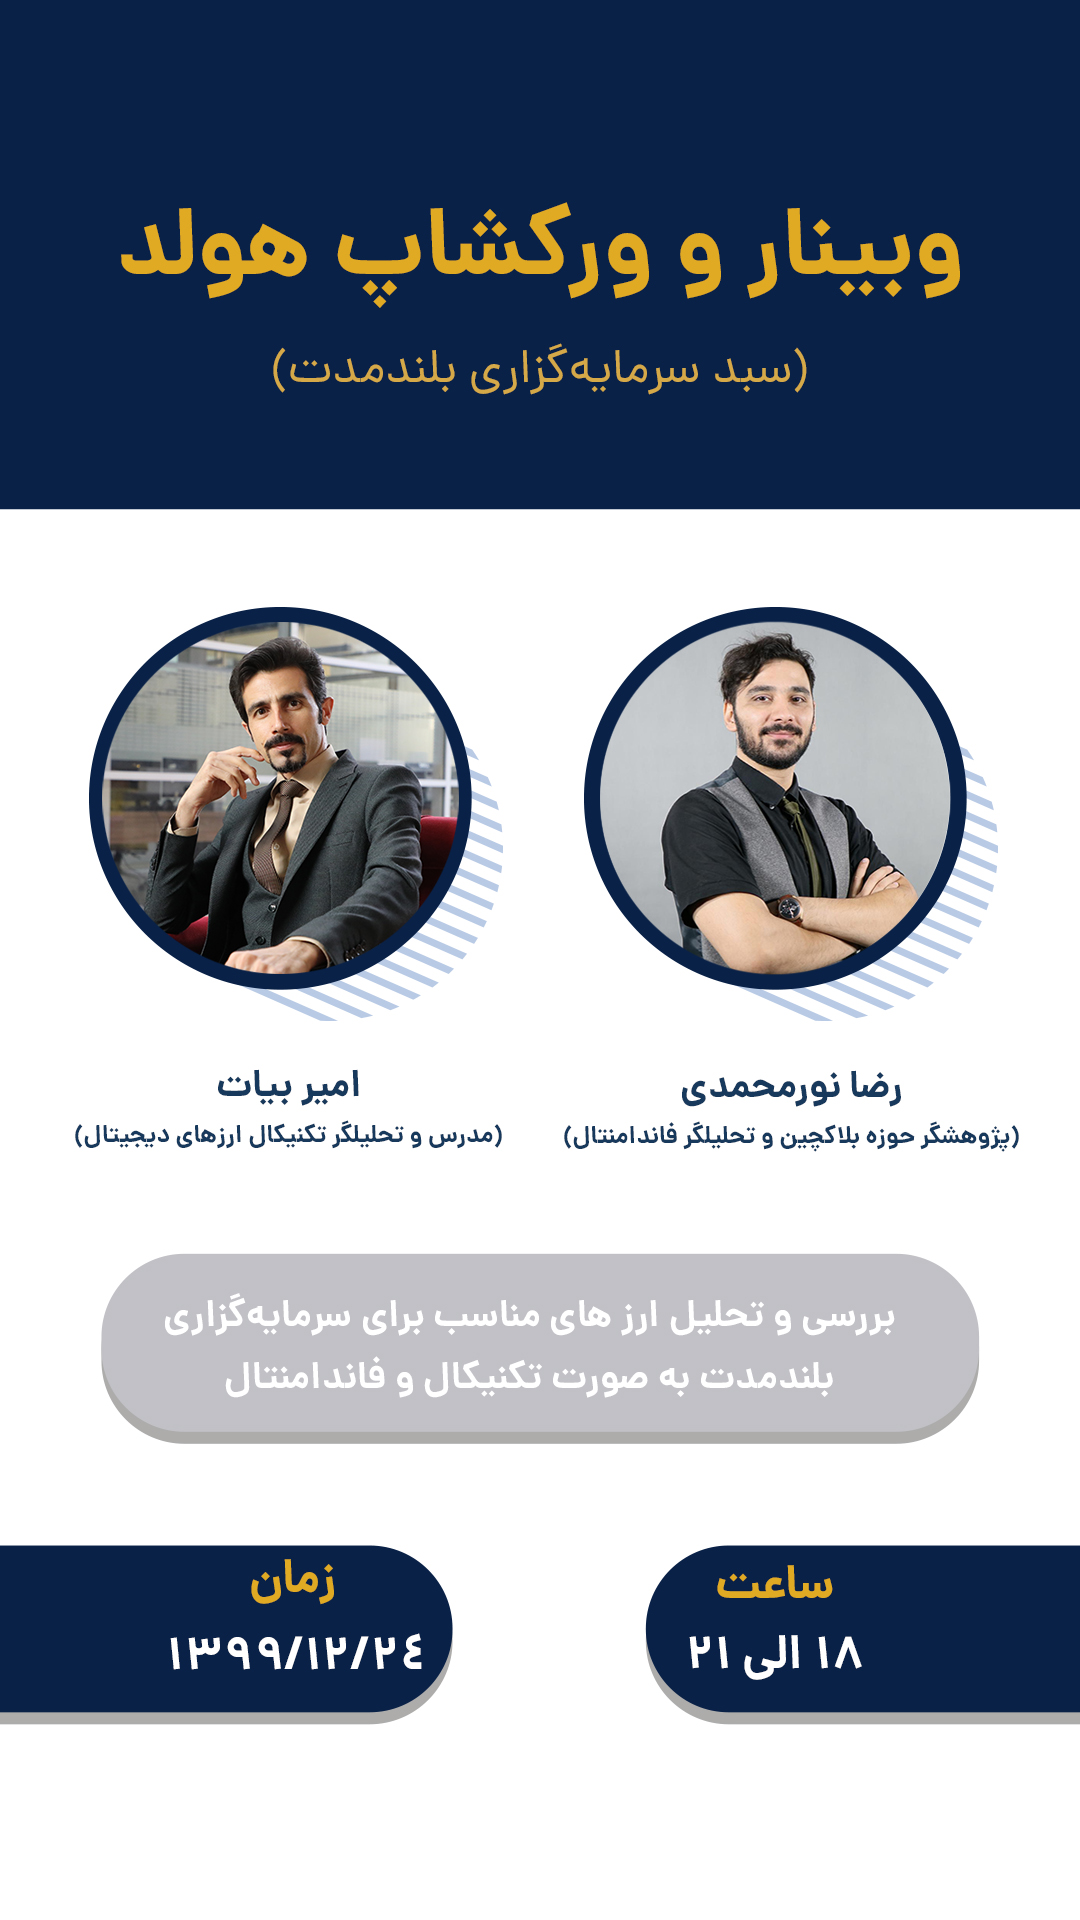 وبینار و ورکشاپ هولد
(سبد سرمایه‌گزاری بلندمدت)
رضا نورمحمدی
(پژوهشگر حوزه بلاکچین و تحلیلگر فاندامنتال)
امیر بیات
(مدرس و تحلیلگر تکنیکال ارزهای دیجیتال)
بررسی و تحلیل ارز های مناسب برای سرمایه‌گزاری
بلندمدت به صورت تکنیکال و فاندامنتال
ساعت
۱۸ الی ۲۱
زمان
۱۳۹۹/۱۲/۲٤